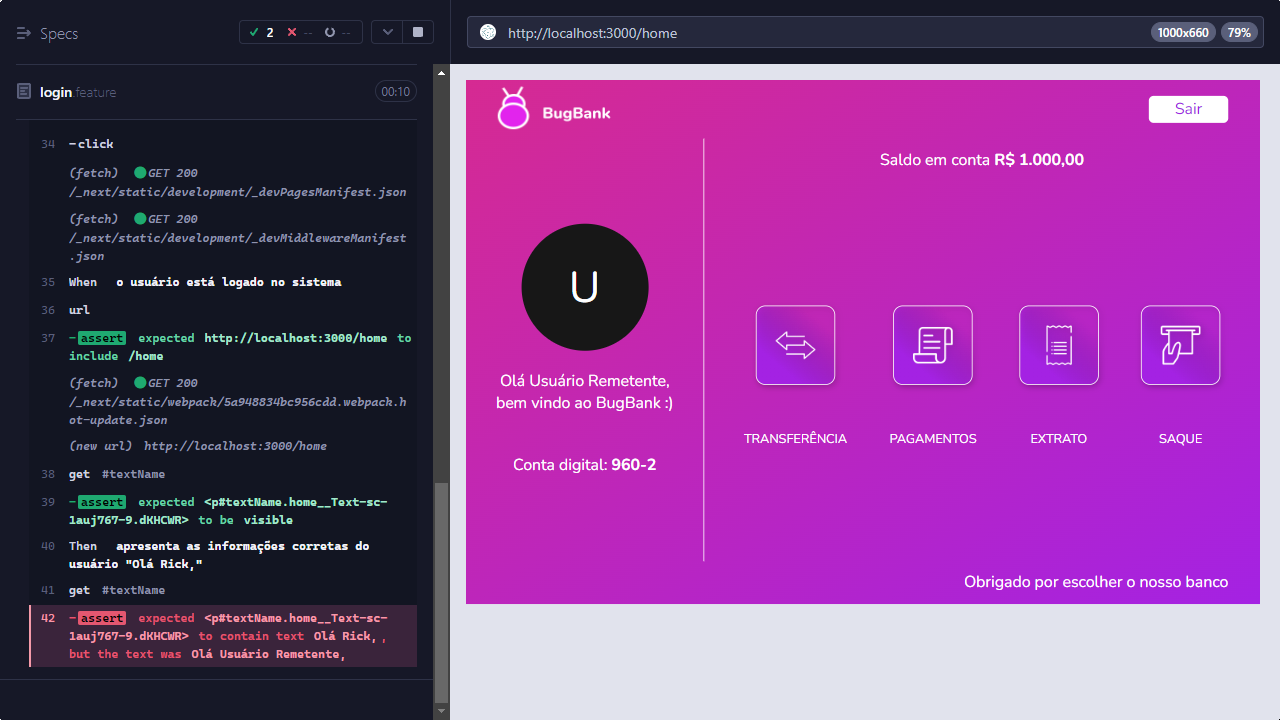 Specs
2 -- --
login.feature 00:10
34 -click
(fetch) GET 200
/_next/static/development/_devPagesManifest.json
(fetch) GET 200
/_next/static/development/_devMiddlewareManifest
.json
35 When o usuário está logado no sistema
36 url
37 -assert expected http://localhost:3000/home to
include /home
(fetch) GET 200
/_next/static/webpack/5a948834bc956cdd.webpack.h
ot-update.json
(new url) http://localhost:3000/home
38 get #textName
39 -assert expected <p#textName.home__Text-sc-
1auj767-9.dKHCWR> to be visible
40 Then apresenta as informações corretas do
usuário "Olá Rick,"
41 get #textName
42 -assert expected <p#textName.home__Text-sc-
1auj767-9.dKHCWR> to contain text Olá Rick, ,
but the text was Olá Usuário Remetente,
http://localhost:3000/home
1000x660 79%
BugBank
Sair
Saldo em conta R$ 1.000,00
U
Olá Usuário Remetente,
bem vindo ao BugBank :)
Conta digital: 960-2
TRANSFERÊNCIA PAGAMENTOS EXTRATO SAQUE
Obrigado por escolher o nosso banco